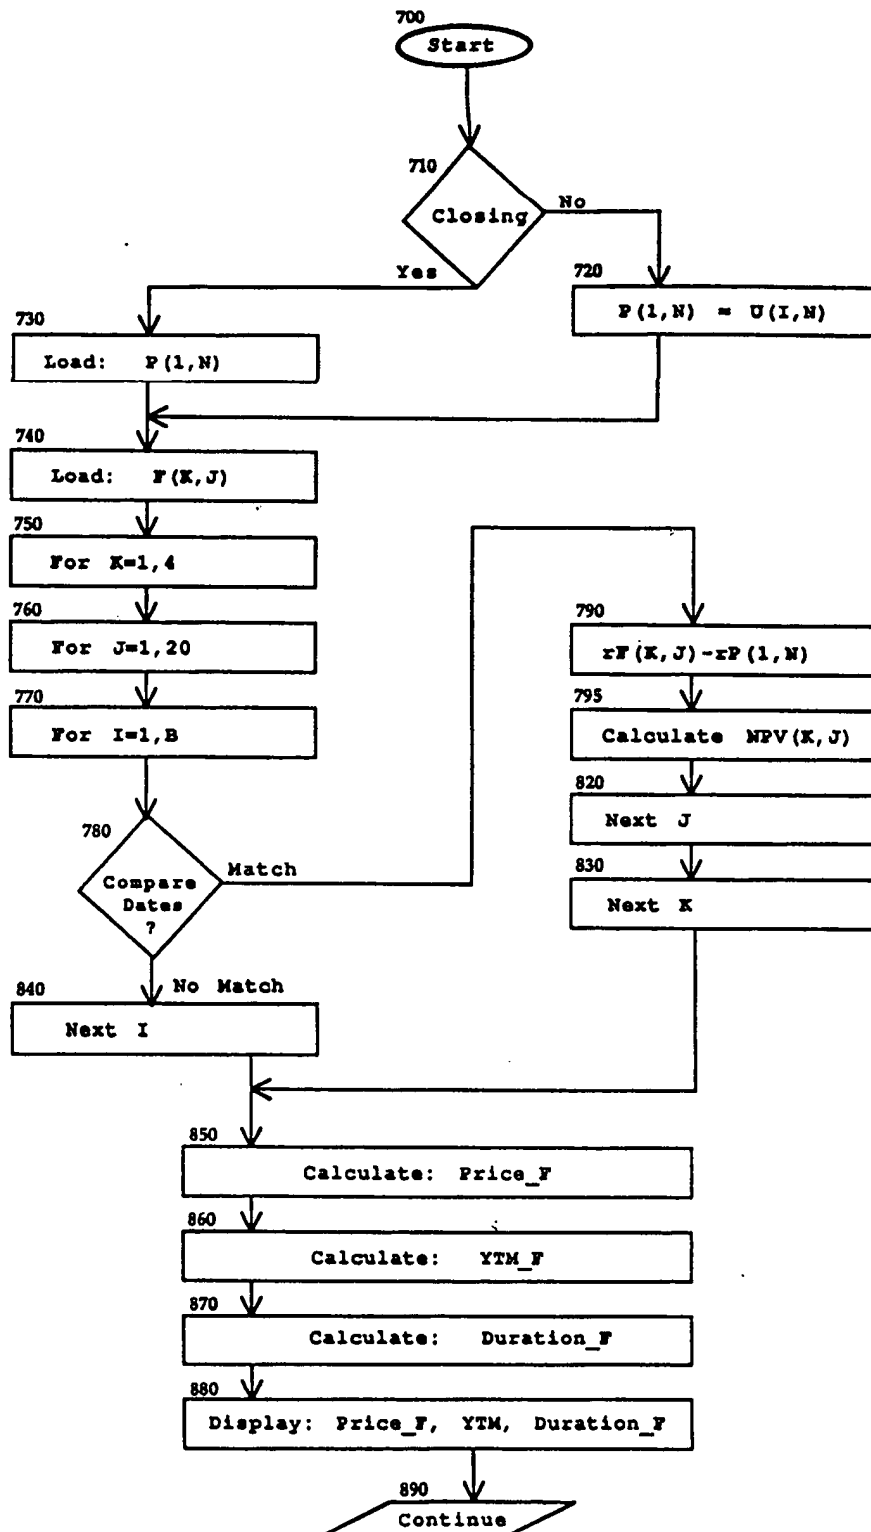 700
Start
710
Closing
No
Yes
720
P(1,N) = U(I,N)
730
Load: P(1,N)
740
Load: F(K,J)
750
For K=1,4
760
For J=1,20
770
For I=1,B
780
Compare
Dates
?
Match
No Match
790
rF(K,J)-rP(1,N)
795
Calculate NPV(K,J)
820
Next J
830
Next K
840
Next I
850
Calculate: Price_F
860
Calculate: YTM_F
870
Calculate: Duration_F
880
Display: Price_F, YTM, Duration_F
890
Continue